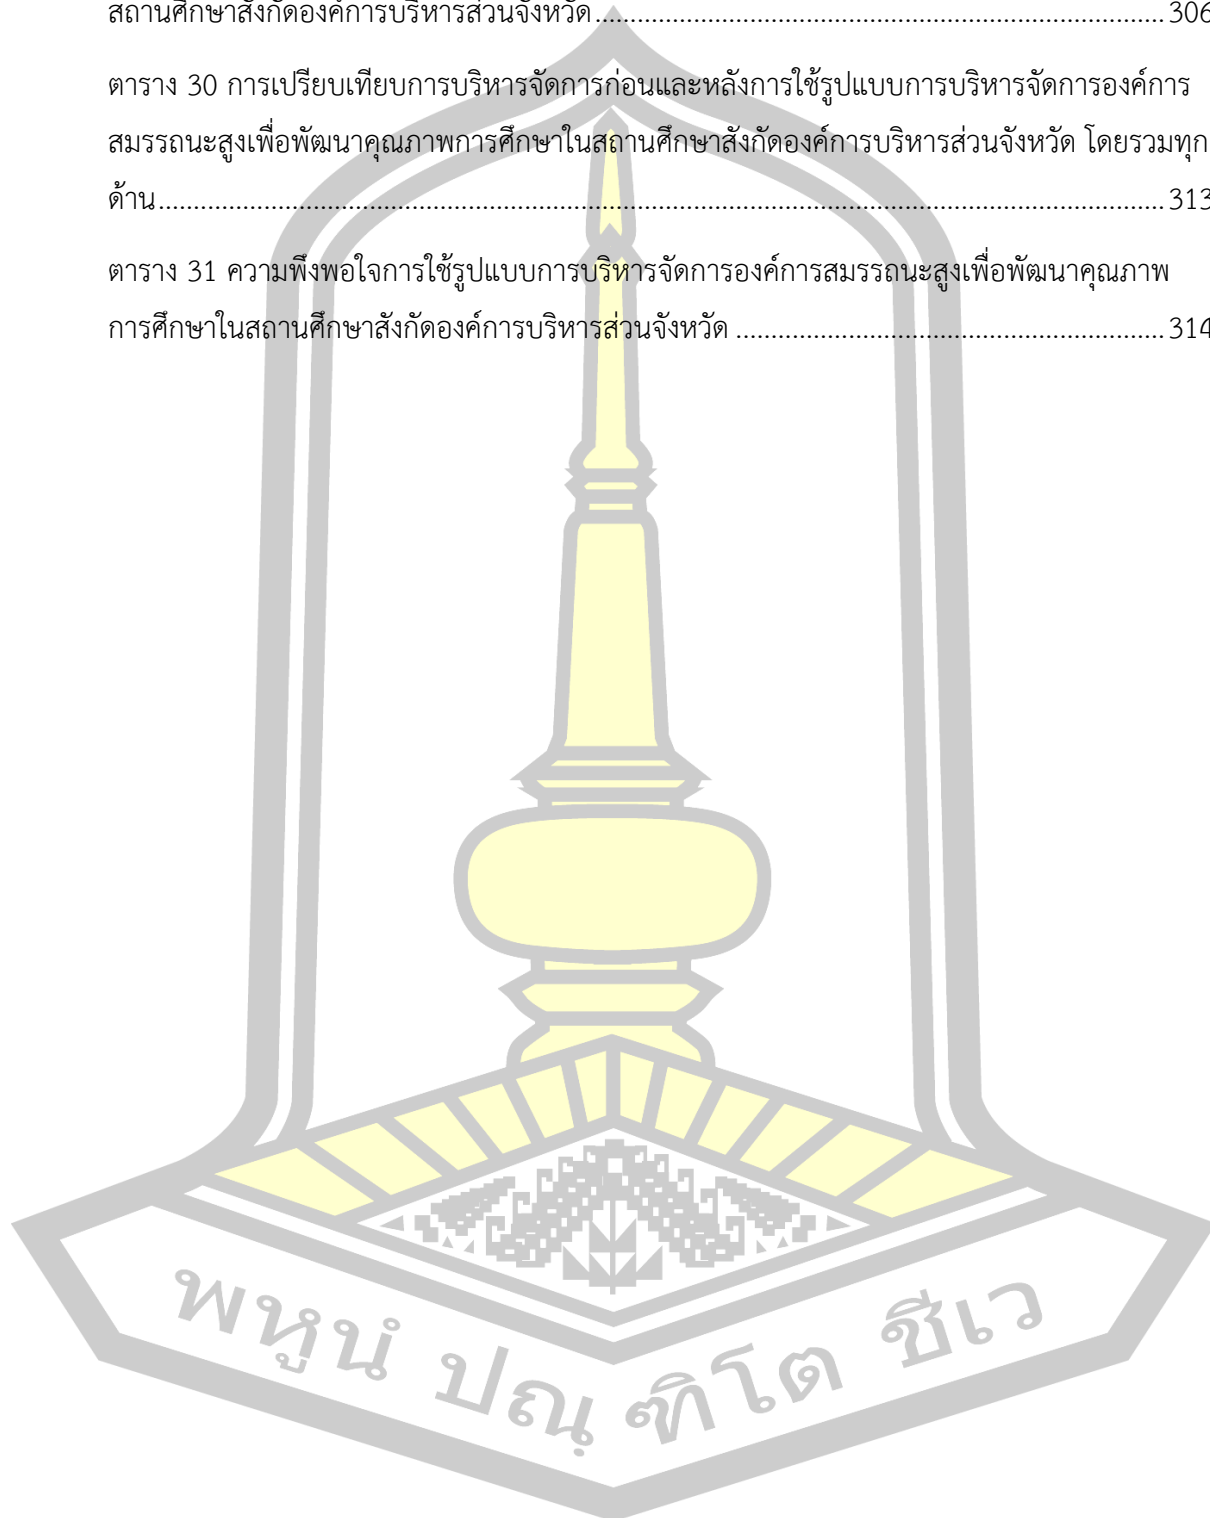 สถานศึกษาสังกัดองค์การบริหารส่วนจังหวัด.................................................................................................... 306
ตาราง 30 การเปรียบเทียบการบริหารจัดการก่อนและหลังการใช้รูปแบบการบริหารจัดการองค์การ
สมรรถนะสูงเพื่อพัฒนาคุณภาพการศึกษาในสถานศึกษาสังกัดองค์การบริหารส่วนจังหวัด โดยรวมทุก
ด้าน.................................................................................................... 313
ตาราง 31 ความพึงพอใจการใช้รูปแบบการบริหารจัดการองค์การสมรรถนะสูงเพื่อพัฒนาคุณภาพ
การศึกษาในสถานศึกษาสังกัดองค์การบริหารส่วนจังหวัด ........................................................................... 314
พหูนํ ปณฺฑิโต ชีเว